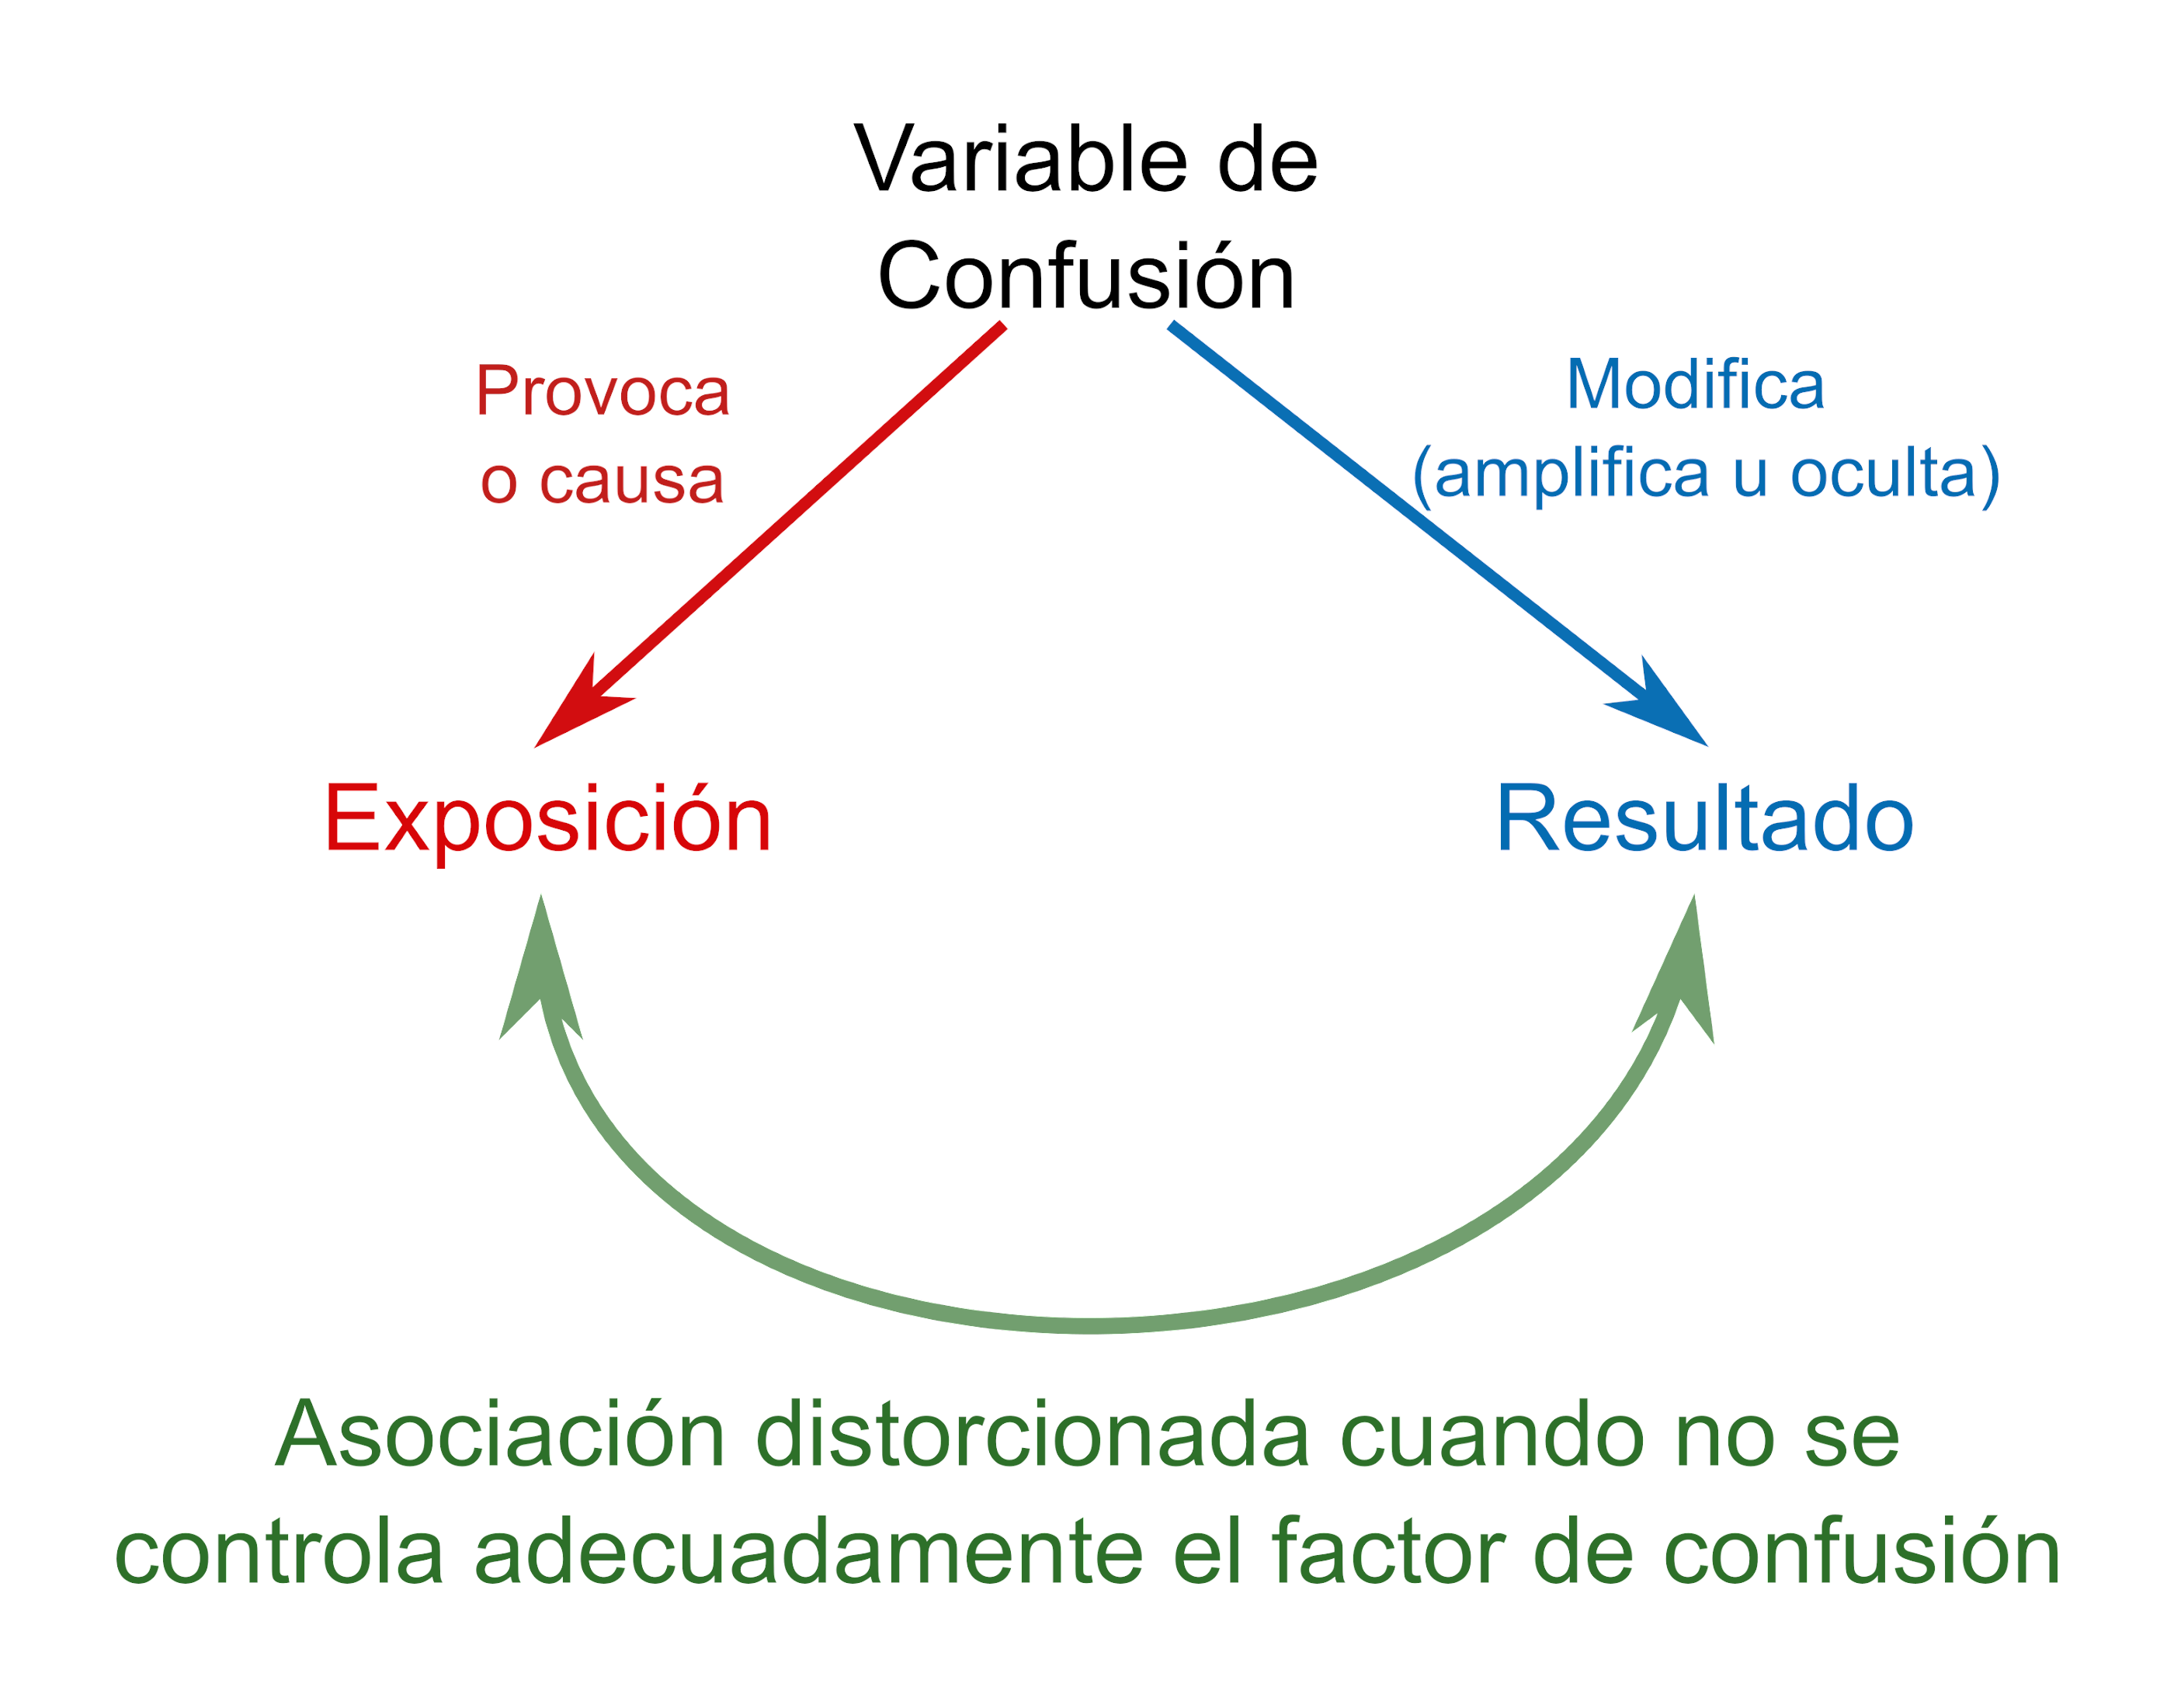 Variable de
Confusión
Provoca
o causa
Modifica
(amplifica u oculta)
Exposición
Resultado
Asociación distorcionada cuando no se
controla adecuadamente el factor de confusión